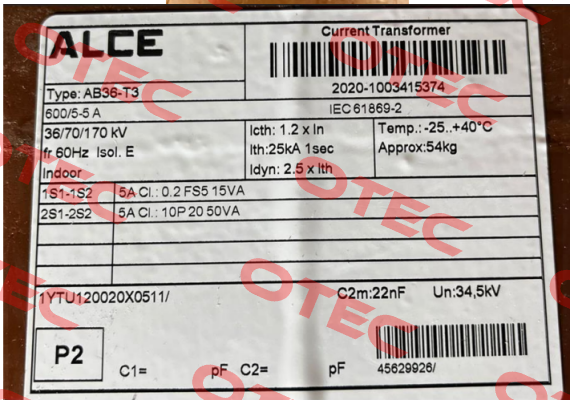 ALCE
Current Transformer
2020-1003415374
Type: AB36-T3
600/5-5 A
IEC 61869-2
36/70/170 kV
fr 60Hz Isol. E
Indoor
Icth: 1.2 x In
Ith:25kA 1sec
Idyn: 2.5 x Ith
Temp.: -25..+40°C
Approx:54kg
1S1-1S2 5A Cl.: 0.2 FS5 15VA
2S1-2S2 5A Cl.: 10P 20 50VA
1YTU120020X0511/
C2m:22nF Un:34,5kV
P2
C1= pF C2= pF
45629926/
OTEC
OTEC
OTEC
OTEC
OTEC
OTEC